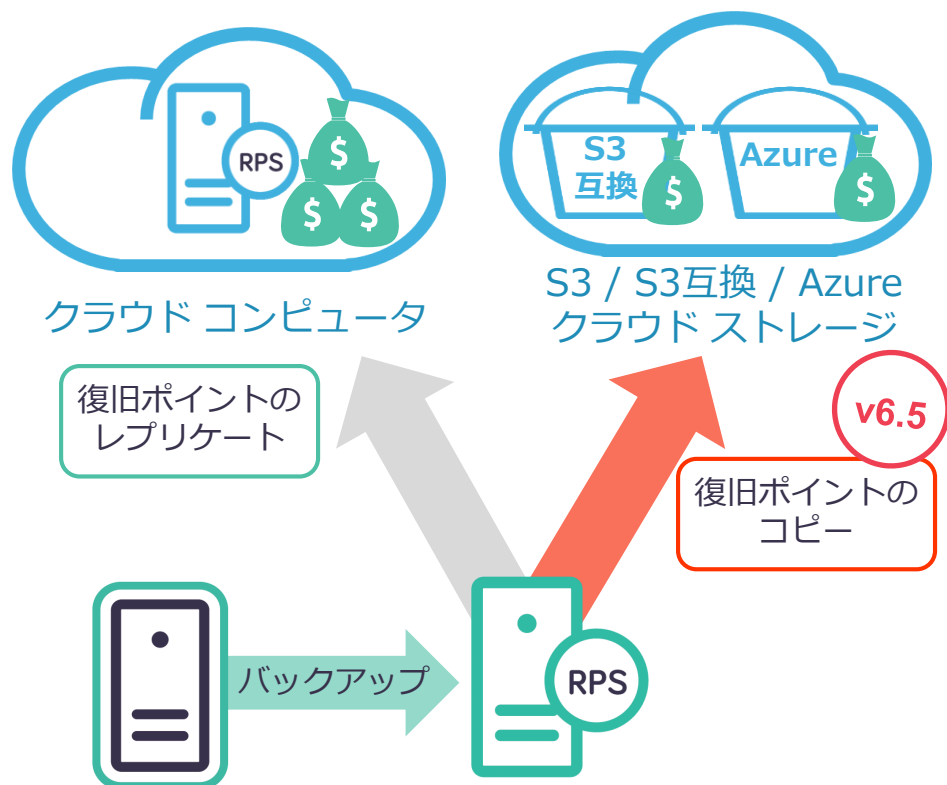 RPS
$
$
$
S3
互換
$
Azure
$
クラウド コンピュータ
S3 / S3互換 / Azure
クラウド ストレージ
復旧ポイントの
レプリケート
v6.5
復旧ポイントの
コピー
バックアップ
RPS